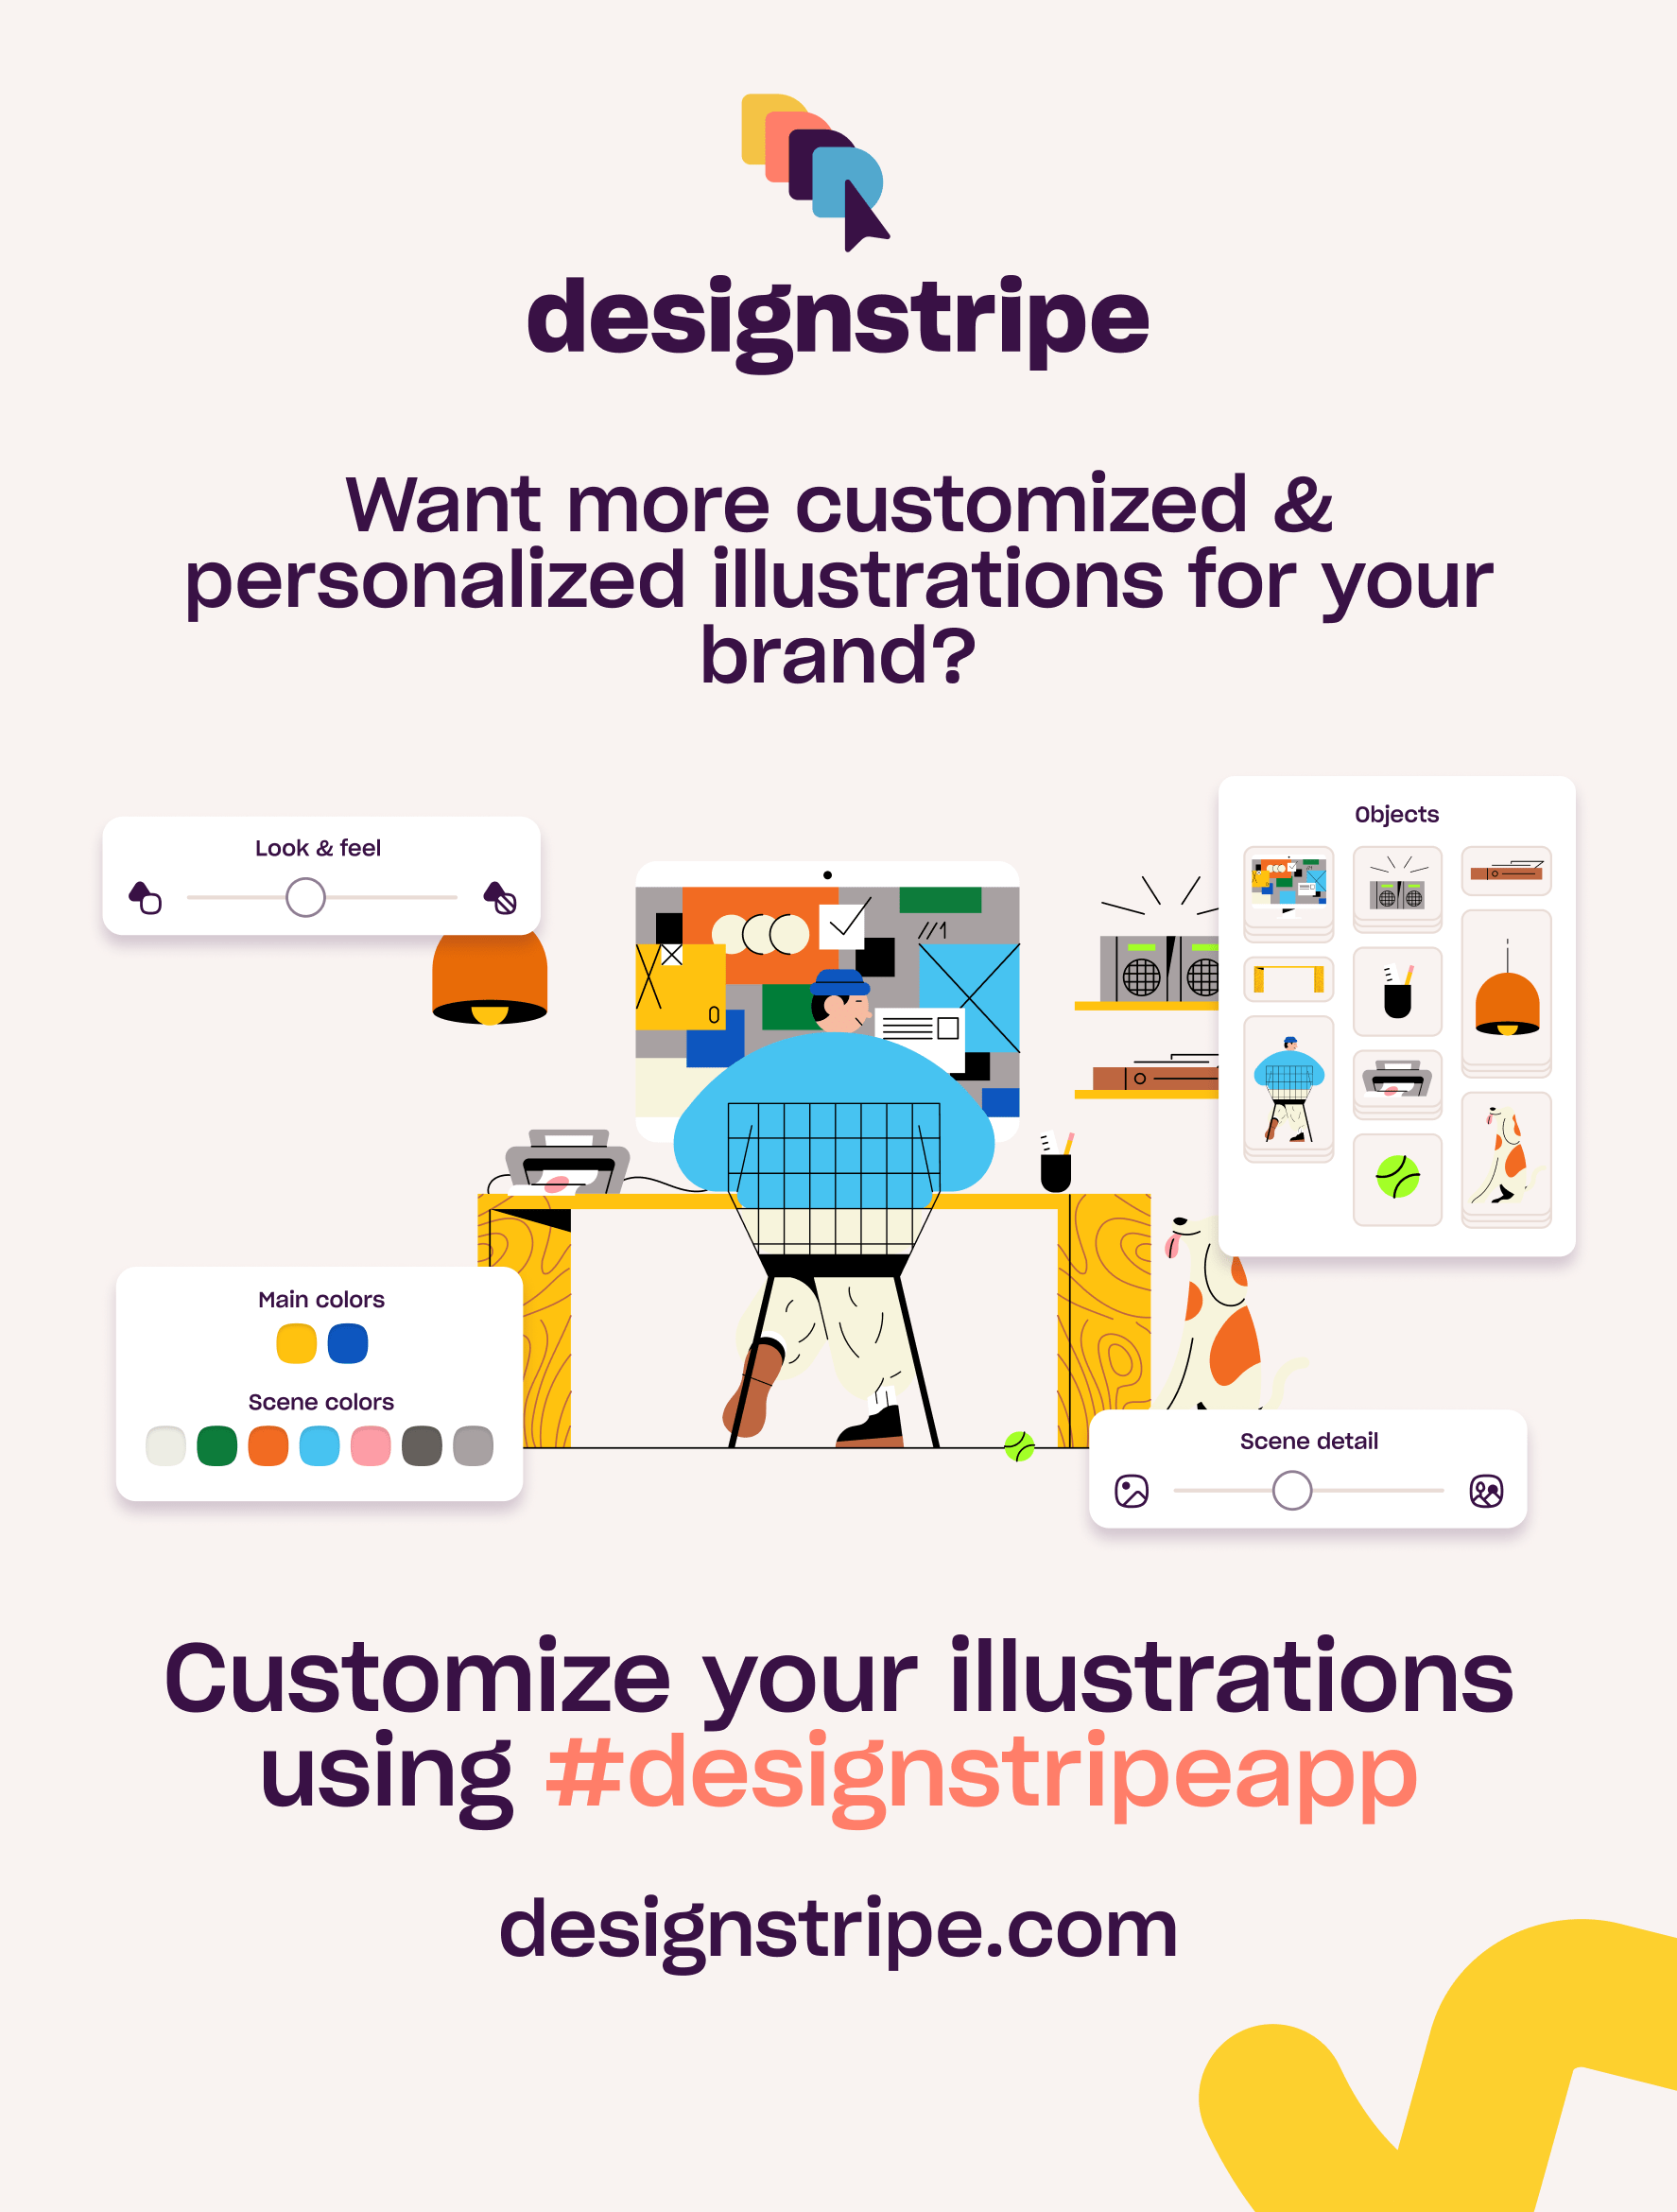 designstripe
Want more customized &
personalized illustrations for your
brand?
Look & feel
Objects
Main colors
Scene colors
Scene detail
Customize your illustrations
using #designstripeapp
designstripe.com